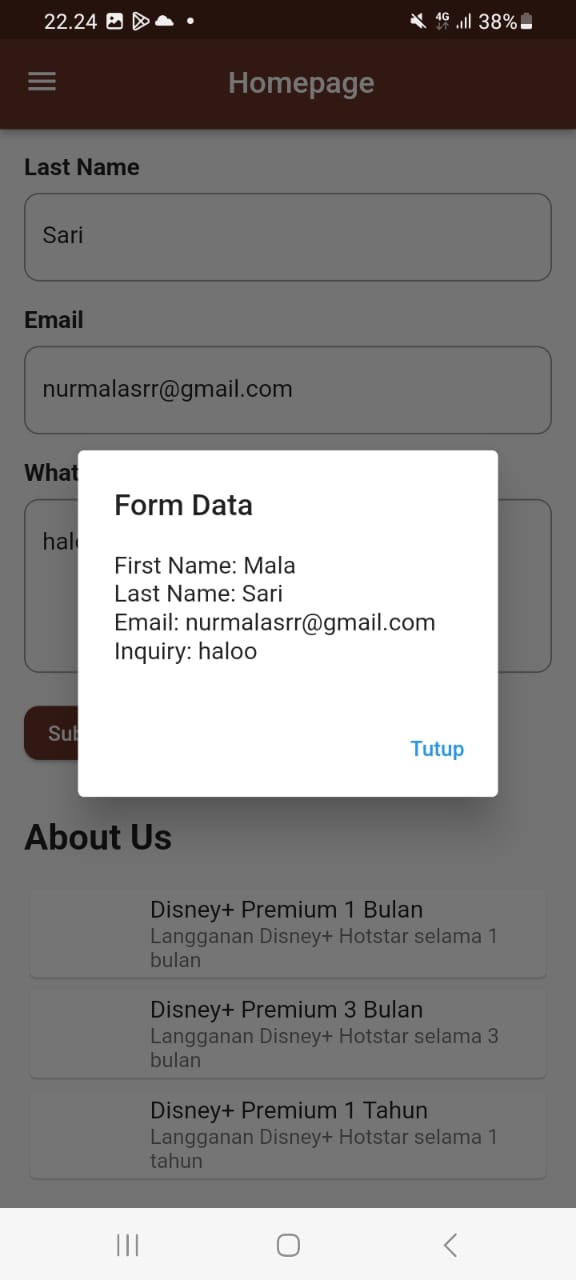 22.24 4G 38%
Homepage
Last Name
Sari
Email
nurmalasrr@gmail.com
What
Form Data
First Name: Mala
Last Name: Sari
Email: nurmalasrr@gmail.com
Inquiry: haloo
Tutup
About Us
Disney+ Premium 1 Bulan
Langganan Disney+ Hotstar selama 1
bulan
Disney+ Premium 3 Bulan
Langganan Disney+ Hotstar selama 3
bulan
Disney+ Premium 1 Tahun
Langganan Disney+ Hotstar selama 1
tahun